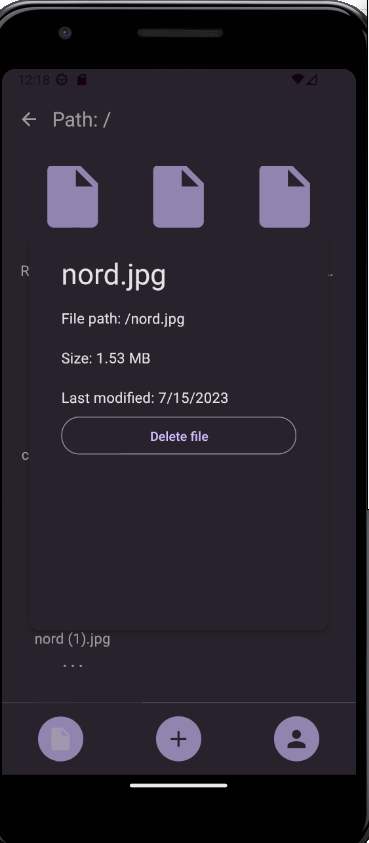 12:18
Path: /
R
..
nord.jpg
File path: /nord.jpg
Size: 1.53 MB
Last modified: 7/15/2023
Delete file
c
nord (1).jpg
...